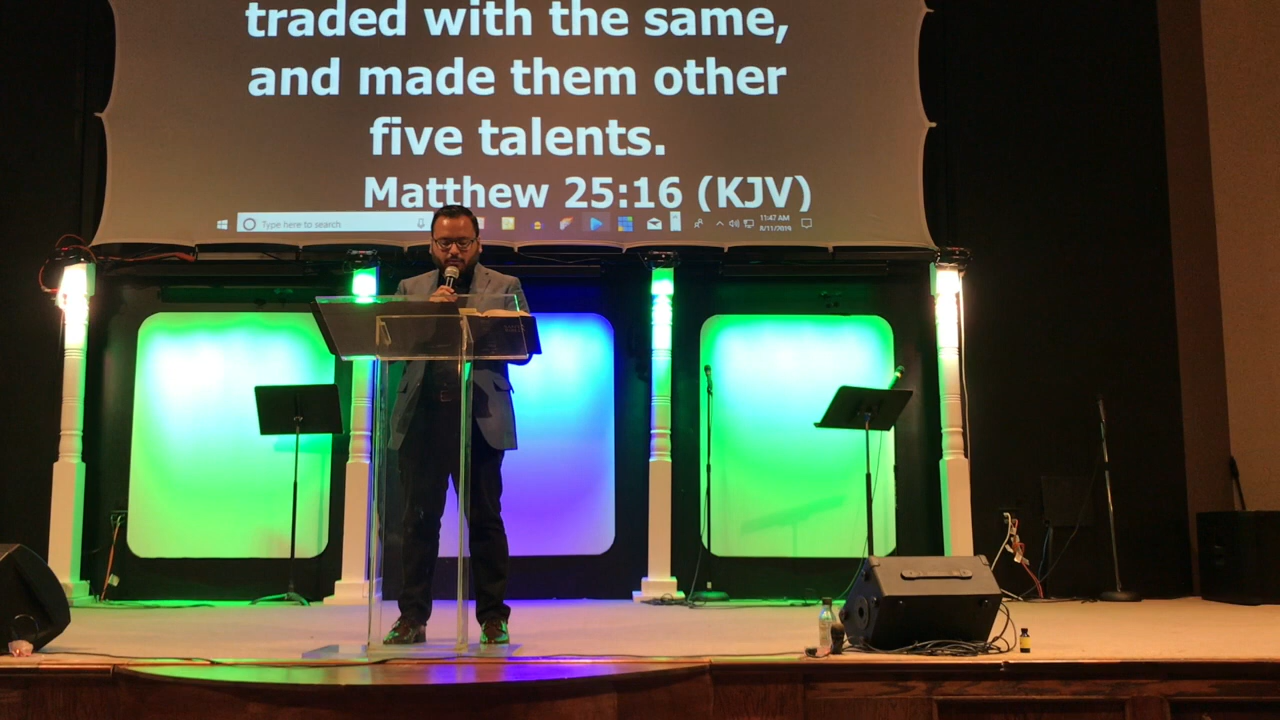 traded with the same,
and made them other
five talents.
Matthew 25:16 (KJV)
Type here to search
11:47 AM
8/11/2019